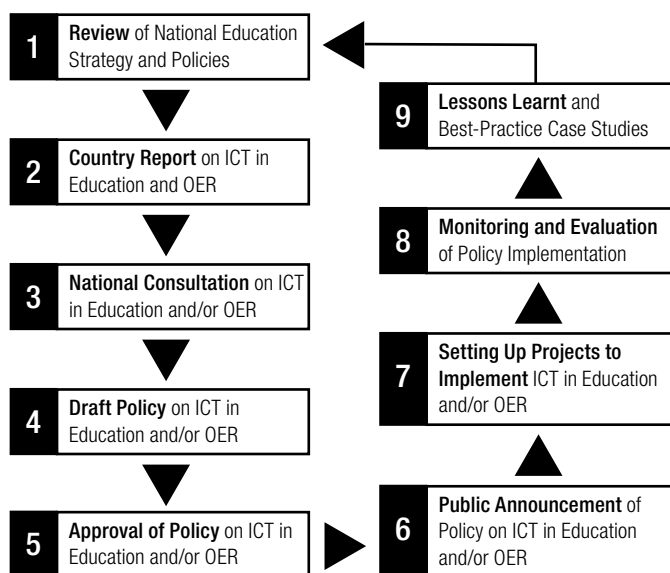 1
Review of National Education
Strategy and Policies
2
Country Report on ICT in
Education and OER
3
National Consultation on ICT
in Education and/or OER
4
Draft Policy on ICT in
Education and/or OER
5
Approval of Policy on ICT in
Education and/or OER
6
Public Announcement of
Policy on ICT in Education
and/or OER
7
Setting Up Projects to
Implement ICT in Education
and/or OER
8
Monitoring and Evaluation
of Policy Implementation
9
Lessons Learnt and
Best-Practice Case Studies